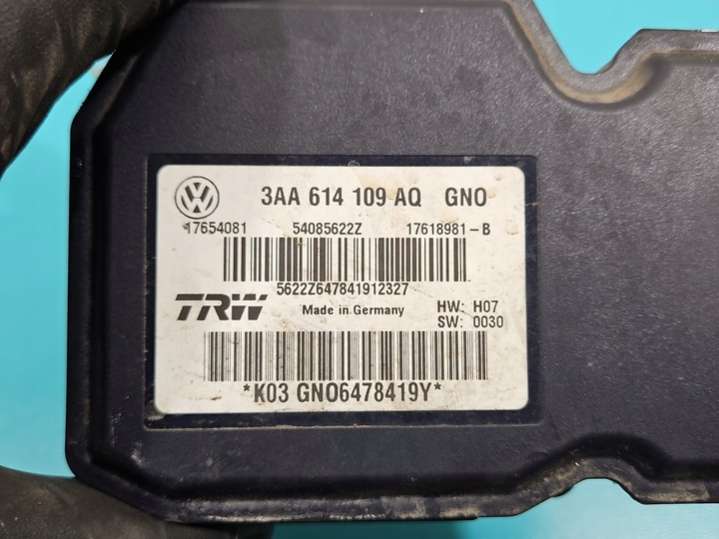 3AA 614 109 AQ GNO
17654081 54085622Z 17618981-B
5622Z647841912327
TRW Made in Germany HW: H07
SW: 0030
*K03 GNO6478419Y*